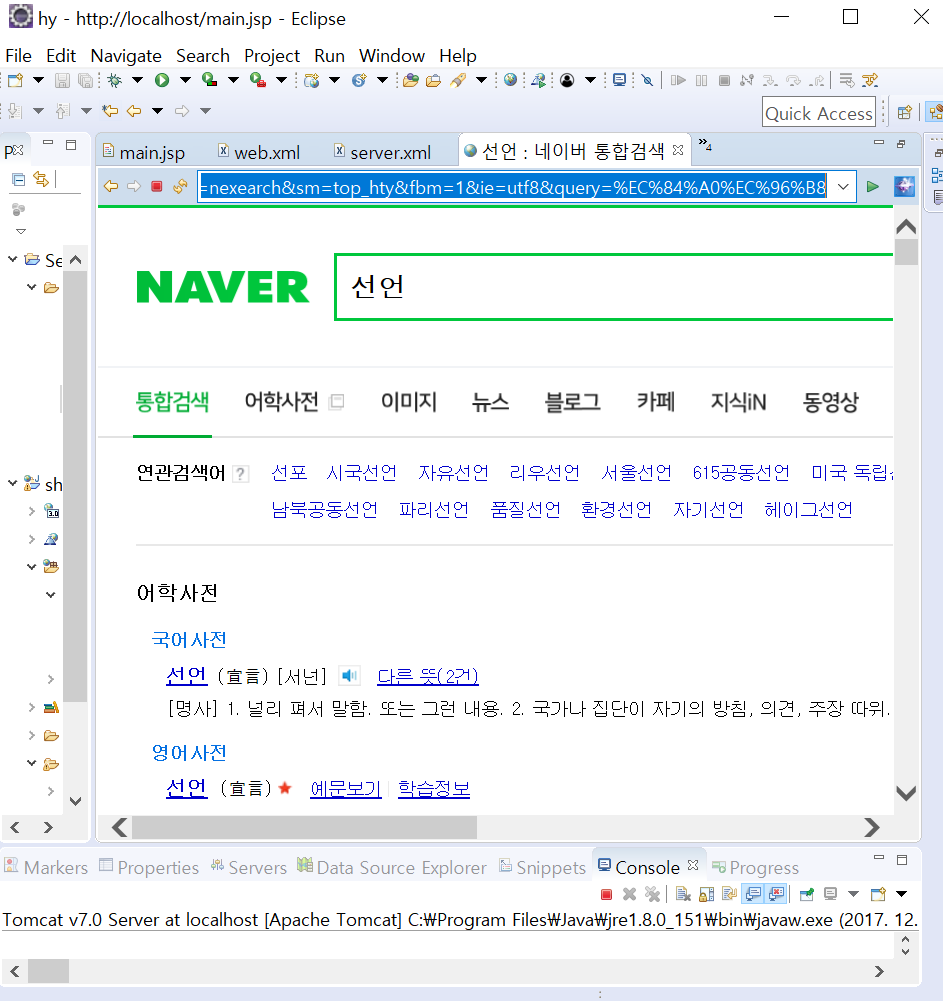 hy - http://localhost/main.jsp - Eclipse
File Edit Navigate Search Project Run Window Help
Quick Access
P
main.jsp web.xml server.xml 선언 : 네이버 통합검색 »4
=nexearch&sm=top_hty&fbm=1&ie=utf8&query=%EC%84%A0%EC%96%B8
Se
NAVER 선언
통합검색 어학사전 이미지 뉴스 블로그 카페 지식iN 동영상
연관검색어 ? 선포 시국선언 자유선언 리우선언 서울선언 615공동선언 미국 독립
sh
남북공동선언 파리선언 품질선언 환경선언 자기선언 헤이그선언
3.0
어학사전
국어사전
선언 (宣言) [서넌] 다른 뜻(2건)
[명사] 1. 널리 펴서 말함. 또는 그런 내용. 2. 국가나 집단이 자기의 방침, 의견, 주장 따위.
영어사전
선언 (宣言) ★ 예문보기 학습정보
Markers Properties Servers Data Source Explorer Snippets Console Progress
Tomcat v7.0 Server at localhost [Apache Tomcat] C:₩Program Files₩Java₩jre1.8.0_151₩bin₩javaw.exe (2017. 12.